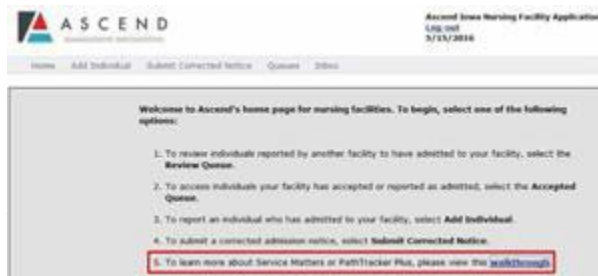 ASCEND
Ascend Iowa Nursing Facility Application
Log out
5/15/2016
Home Add Individual Submit Corrected Notice Queues Inbox
Welcome to Ascend's home page for nursing facilities. To begin, select one of the following
options:
1. To review individuals reported by another facility to have admitted to your facility, select the
Review Queue.
2. To access individuals your facility has accepted or reported as admitted, select the Accepted
Queue.
3. To report an individual who has admitted to your facility, select Add Individual.
4. To submit a corrected admission notice, select Submit Corrected Notice.
5. To learn more about Service Matters or PathTracker Plus, please view this walkthrough.